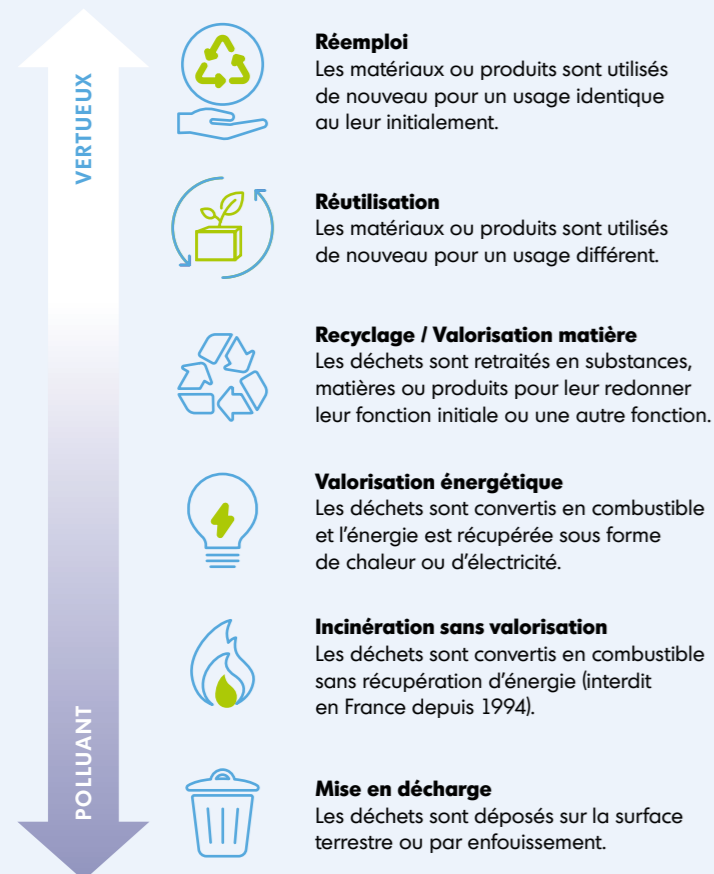 VERTUEUX
Réemploi
Les matériaux ou produits sont utilisés
de nouveau pour un usage identique
au leur initialement.
Réutilisation
Les matériaux ou produits sont utilisés
de nouveau pour un usage différent.
Recyclage / Valorisation matière
Les déchets sont retraités en substances,
matières ou produits pour leur redonner
leur fonction initiale ou une autre fonction.
Valorisation énergétique
Les déchets sont convertis en combustible
et l’énergie est récupérée sous forme
de chaleur ou d’électricité.
Incinération sans valorisation
Les déchets sont convertis en combustible
sans récupération d’énergie (interdit
en France depuis 1994).
POLLUANT
Mise en décharge
Les déchets sont déposés sur la surface
terrestre ou par enfouissement.